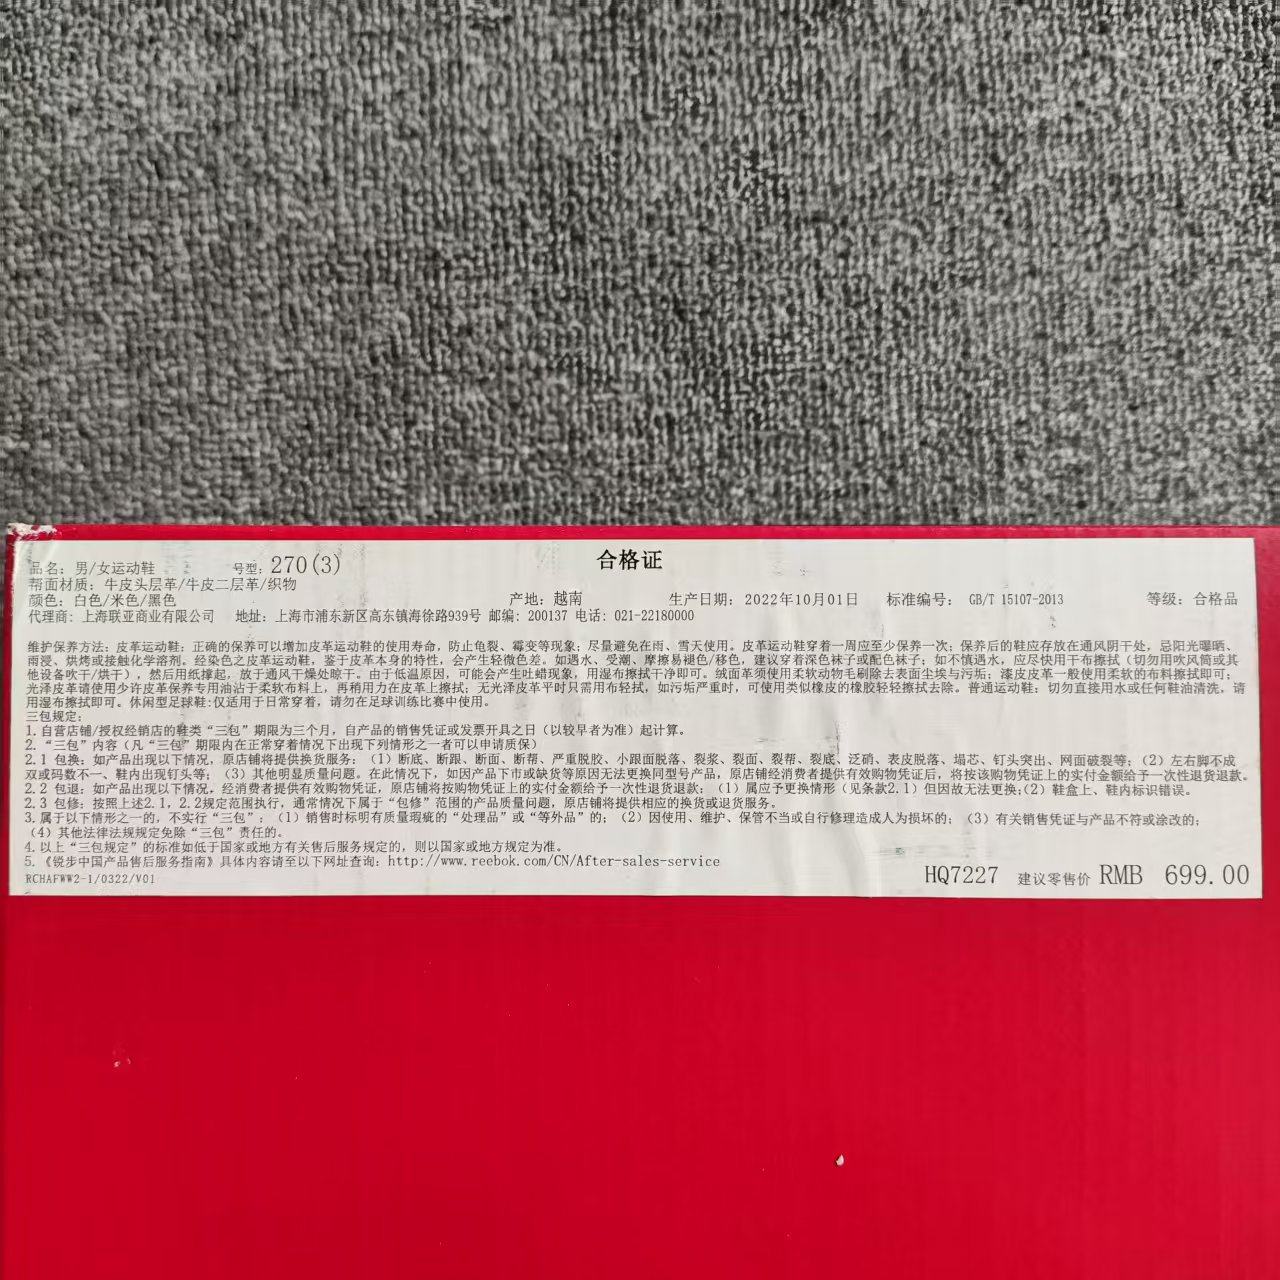 合格证
品名：男/女运动鞋 号型：270(3)
帮面材质：牛皮头层革/牛皮二层革/织物
颜色：白色/米色/黑色 产地：越南 生产日期：2022年10月01日 标准编号： GB/T 15107-2013 等级：合格品
代理商：上海联亚商业有限公司 地址：上海市浦东新区高东镇海徐路939号 邮编：200137 电话：021-22180000
维护保养方法：皮革运动鞋：正确的保养可以增加皮革运动鞋的使用寿命，防止龟裂、霉变等现象；尽量避免在雨、雪天使用。皮革运动鞋穿着一周应至少保养一次；保养后的鞋应存放在通风阴干处，忌阳光曝晒、
雨浸、烘烤或接触化学溶剂。经染色之皮革运动鞋，鉴于皮革本身的特性，会产生轻微色差。如遇水、受潮、摩擦易褪色/移色，建议穿着深色袜子或配色袜子；如不慎遇水，应尽快用干布擦拭（切勿用吹风筒或其
他设备吹干/烘干），然后用纸撑起，放于通风干燥处晾干。由于低温原因，可能会产生吐蜡现象，用湿布擦拭干净即可。绒面革须使用柔软动物毛刷除去表面尘埃与污垢；漆皮皮革一般使用柔软的布料擦拭即可；
光泽皮革请使用少许皮革保养专用油沾于柔软布料上，再稍用力在皮革上擦拭；无光泽皮革平时只需用布轻拭，如污垢严重时，可使用类似橡皮的橡胶轻轻擦拭去除。普通运动鞋：切勿直接用水或任何鞋油清洗，请
用湿布擦拭即可。休闲型足球鞋:仅适用于日常穿着，请勿在足球训练比赛中使用。
三包规定：
1.自营店铺/授权经销店的鞋类“三包”期限为三个月，自产品的销售凭证或发票开具之日（以较早者为准）起计算。
2.“三包”内容（凡“三包”期限内在正常穿着情况下出现下列情形之一者可以申请质保）
2.1 包换：如产品出现以下情况，原店铺将提供换货服务：（1）断底、断跟、断面、断帮、严重脱胶、小跟面脱落、裂浆、裂面、裂帮、裂底、泛硝、表皮脱落、塌芯、钉头突出、网面破裂等；（2）左右脚不成
双或码数不一、鞋内出现钉头等；（3）其他明显质量问题。在此情况下，如因产品下市或缺货等原因无法更换同型号产品，原店铺经消费者提供有效购物凭证后，将按该购物凭证上的实付金额给予一次性退货退款。
2.2 包退：如产品出现以下情况，经消费者提供有效购物凭证，原店铺将按购物凭证上的实付金额给予一次性退货退款；（1）属应予更换情形（见条款2.1）但因故无法更换；（2）鞋盒上、鞋内标识错误。
2.3 包修：按照上述2.1，2.2规范围执行，通常情况下属于“包修”范围的产品质量问题，原店铺将提供相应的换货或退货服务。
3.属于以下情形之一的，不实行“三包”：（1）销售时标明有质量瑕疵的“处理品”或“等外品”的；（2）因使用、维护、保管不当或自行修理造成人为损坏的；（3）有关销售凭证与产品不符或涂改的；
（4）其他法律法规规定免除“三包”责任的。
4.以上“三包规定”的标准如低于国家或地方有关售后服务规定的，则以国家或地方规定为准。
5.《锐步中国产品售后服务指南》具体内容请至以下网址查询：http://www.reebok.com/CN/After-sales-service
RCHAFWW2-1/0322/V01 HQ7227 建议零售价 RMB 699.00